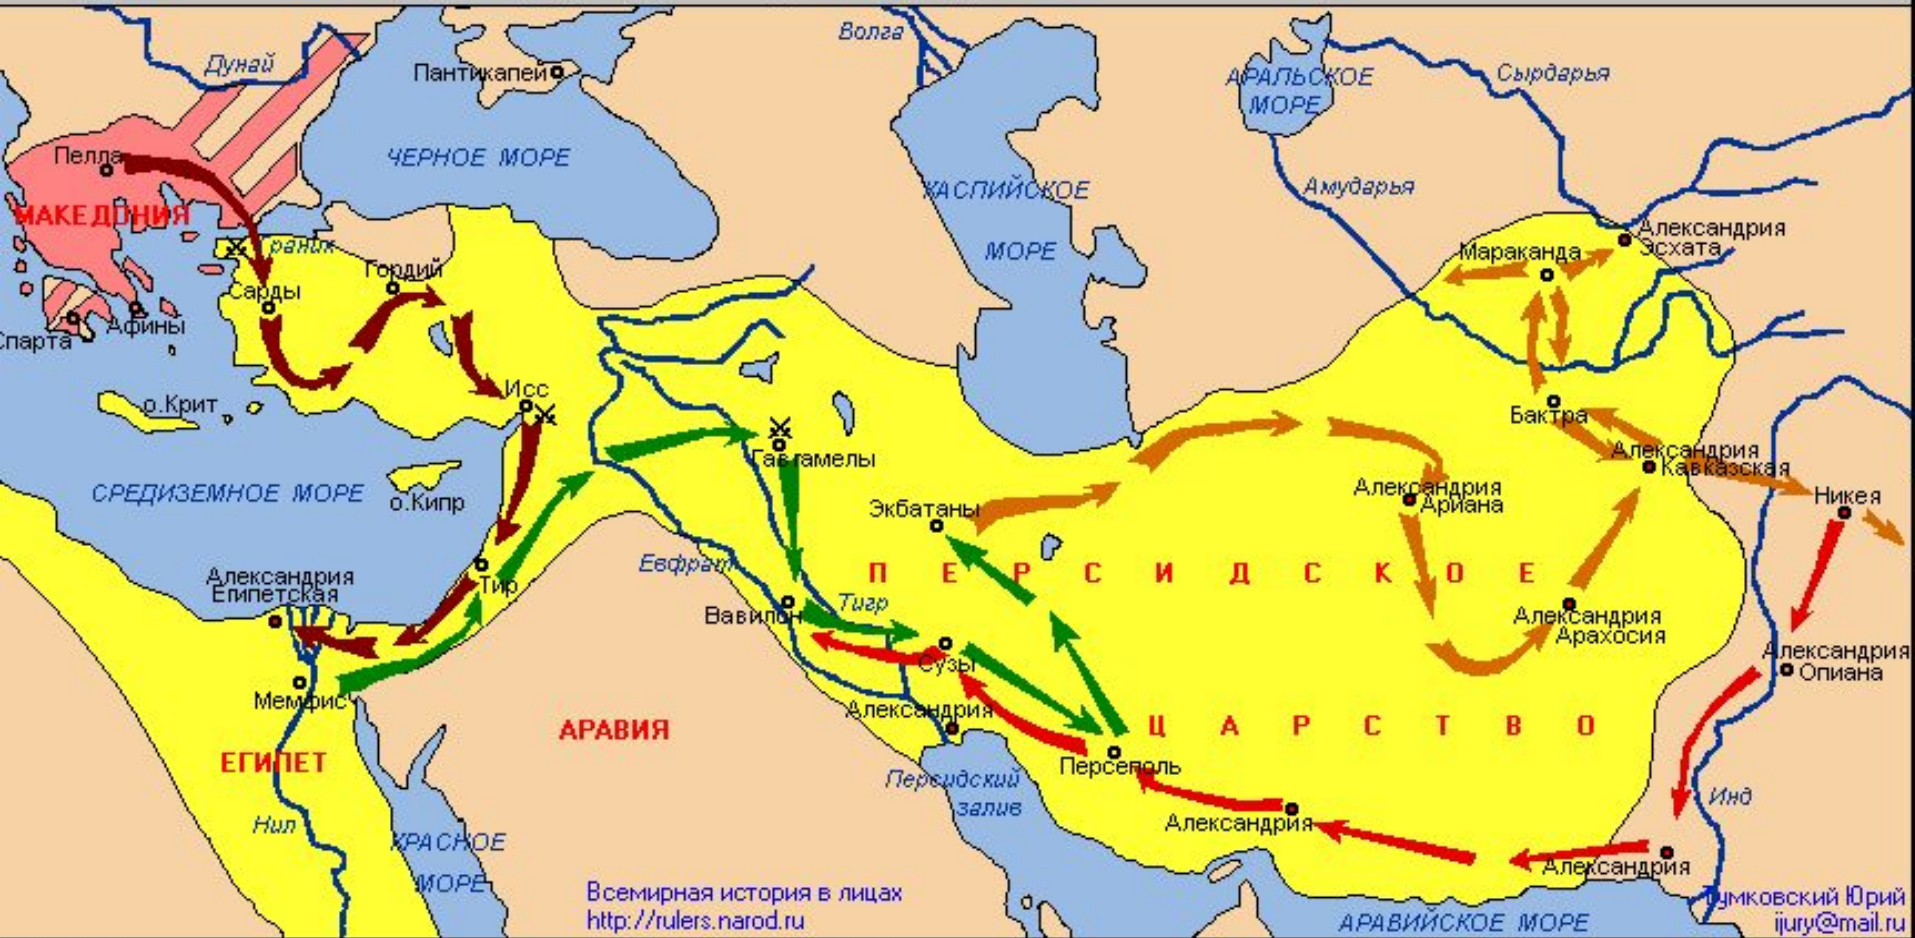 Волга
Дунай
Пантикапей
АРАЛЬСКОЕ
МОРЕ
Сырдарья
ЧЕРНОЕ МОРЕ
Пелла
МАКЕДОНИЯ
КАСПИЙСКОЕ
МОРЕ
Амударья
Александрия
Эсхата
Мараканда
раник
Гордий
Сарды
Спарта
Афины
Исс
о.Крит
Бактра
Александрия
Кавказская
Гавгамелы
СРЕДИЗЕМНОЕ МОРЕ
о.Кипр
Экбатаны
Александрия
Ариана
Никея
Евфрат
ПЕРСИДСКОЕ
Александрия
Египетская
Тир
Вавилон
Тигр
Александрия
Арахосия
Сузы
Александрия
Опиана
Мемфис
Александрия
АРАВИЯ
ЦАРСТВО
ЕГИПЕТ
Персеполь
Персидский
залив
Инд
Нил
Александрия
КРАСНОЕ
МОРЕ
Александрия
Всемирная история в лицах
http://rulers.narod.ru
АРАВИЙСКОЕ МОРЕ
Юрий
ijury@mail.ru